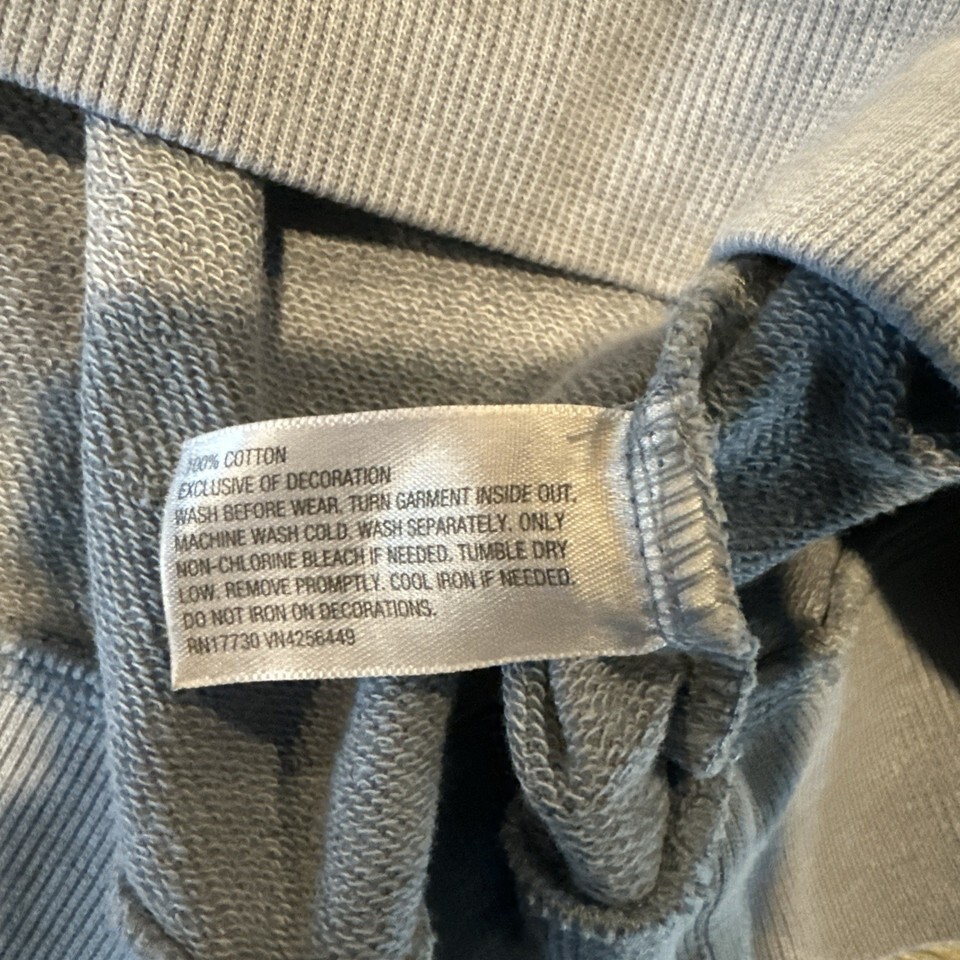 100% COTTON
EXCLUSIVE OF DECORATION
WASH BEFORE WEAR. TURN GARMENT INSIDE OUT.
MACHINE WASH COLD. WASH SEPARATELY. ONLY
NON-CHLORINE BLEACH IF NEEDED. TUMBLE DRY
LOW. REMOVE PROMPTLY. COOL IRON IF NEEDED.
DO NOT IRON ON DECORATIONS.
RN17730 VN4256449